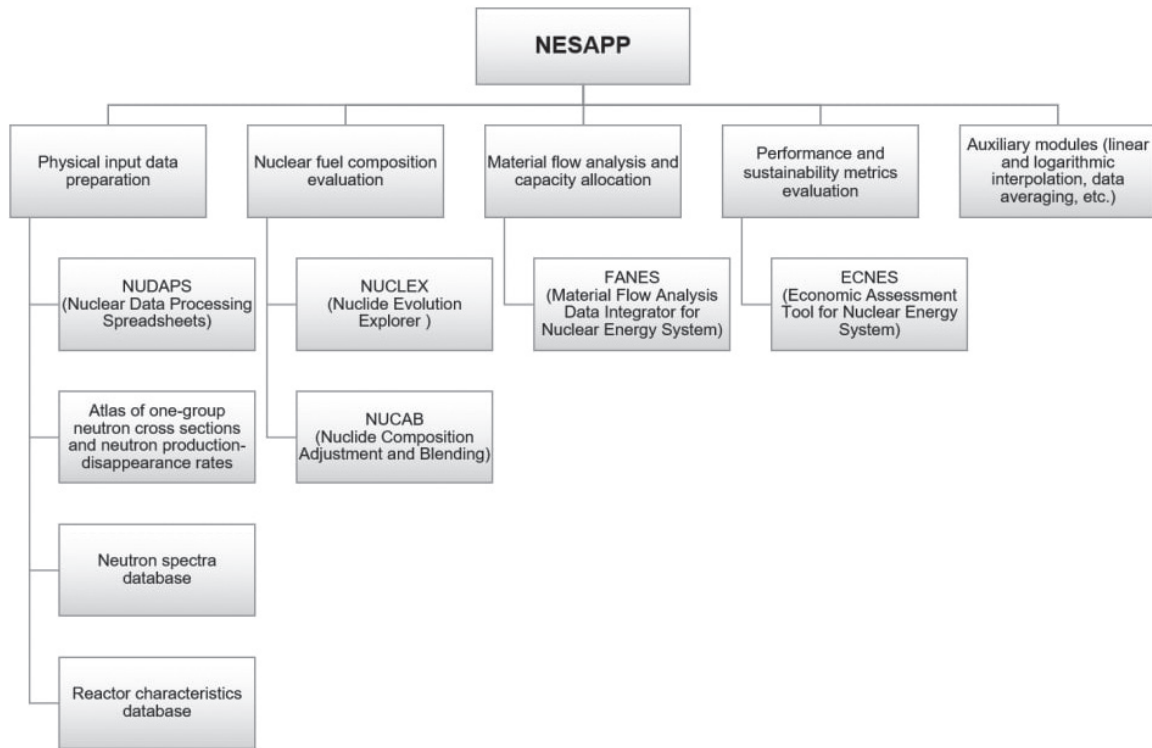 NESAPP
Physical input data
preparation
Nuclear fuel composition
evaluation
Material flow analysis and
capacity allocation
Performance and
sustainability metrics
evaluation
Auxiliary modules (linear
and logarithmic
interpolation, data
averaging, etc.)
NUDAPS
(Nuclear Data Processing
Spreadsheets)
NUCLEX
(Nuclide Evolution
Explorer )
FANES
(Material Flow Analysis
Data Integrator for
Nuclear Energy System)
ECNES
(Economic Assessment
Tool for Nuclear Energy
System)
Atlas of one-group
neutron cross sections
and neutron production-
disappearance rates
NUCAB
(Nuclide Composition
Adjustment and Blending)
Neutron spectra
database
Reactor characteristics
database